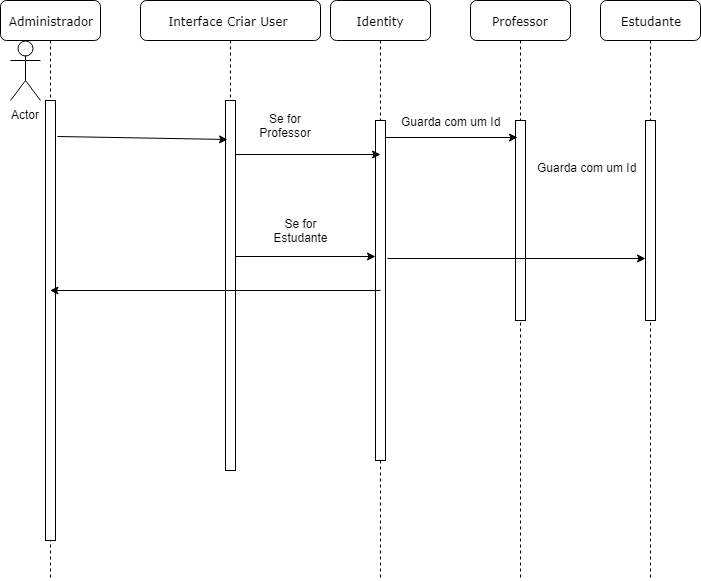 Administrador
Interface Criar User
Identity
Professor
Estudante
Actor
Se for
Professor
Guarda com um Id
Guarda com um Id
Se for
Estudante